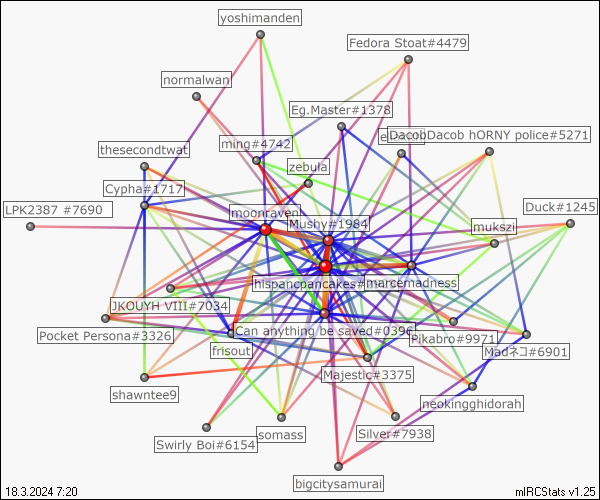 yoshimanden
Fedora Stoat#4479
normalwan
Eg.Master#1378
DacobDacob hORNY police#5271
ming#4742
thesecondtwat
zebula
Cypha#1717
LPK2387 #7690
moonraven
Duck#1245
Mushy#1984
mukszi
hispancpancakes#
marcemadness
JKOUYH VIII#7034
Can anything be saved#039
Pocket Persona#3326
Pikabro#9971
frisout
Madネコ#6901
Majestic#3375
shawntee9
neokingghidorah
somass
Silver#7938
Swirly Boi#6154
bigcitysamurai
18.3.2024 7:20
mIRCStats v1.25